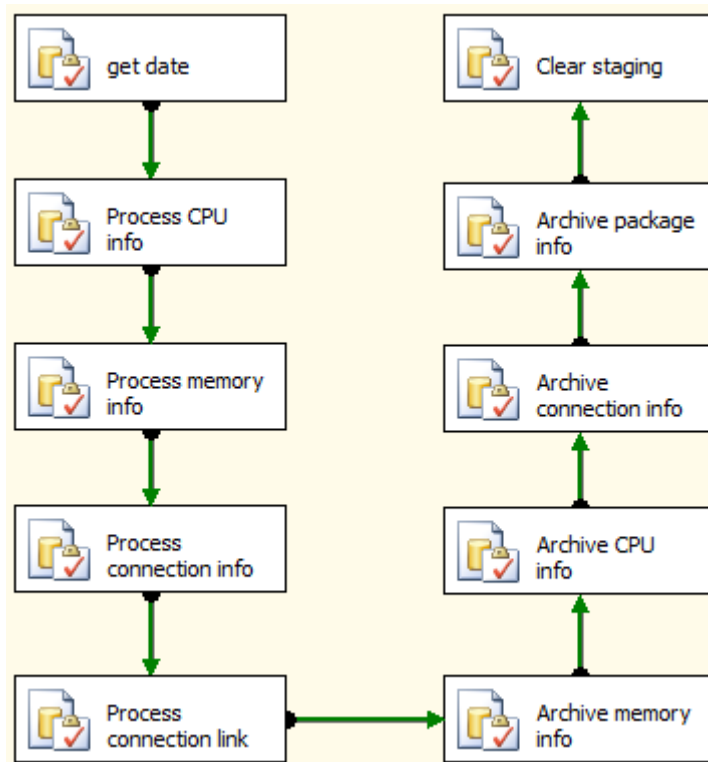 get date
Process CPU
info
Process memory
info
Process
connection info
Process
connection link
Archive memory
info
Archive CPU
info
Archive
connection info
Archive package
info
Clear staging